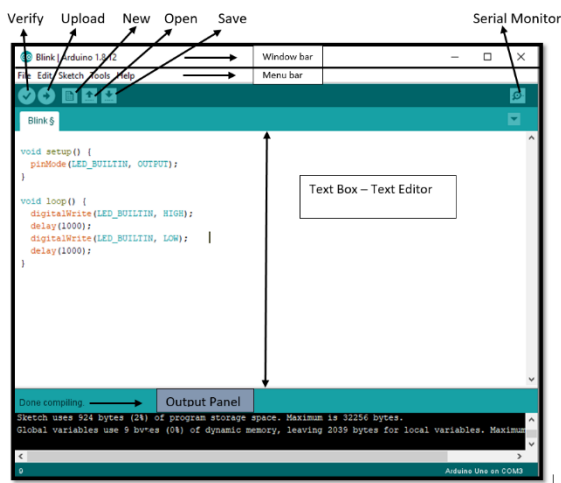 Verify Upload New Open Save Serial Monitor
Blink | Arduino 1.8.12 Window bar
File Edit Sketch Tools Help Menu bar
Blink §
void setup() {
pinMode(LED_BUILTIN, OUTPUT);
}
void loop() {
digitalWrite(LED_BUILTIN, HIGH);
delay(1000);
digitalWrite(LED_BUILTIN, LOW);
delay(1000);
}
Text Box – Text Editor
Done compiling. Output Panel
Sketch uses 924 bytes (2%) of program storage space. Maximum is 32256 bytes.
Global variables use 9 bytes (0%) of dynamic memory, leaving 2039 bytes for local variables. Maximum
9 Arduino Uno on COM3